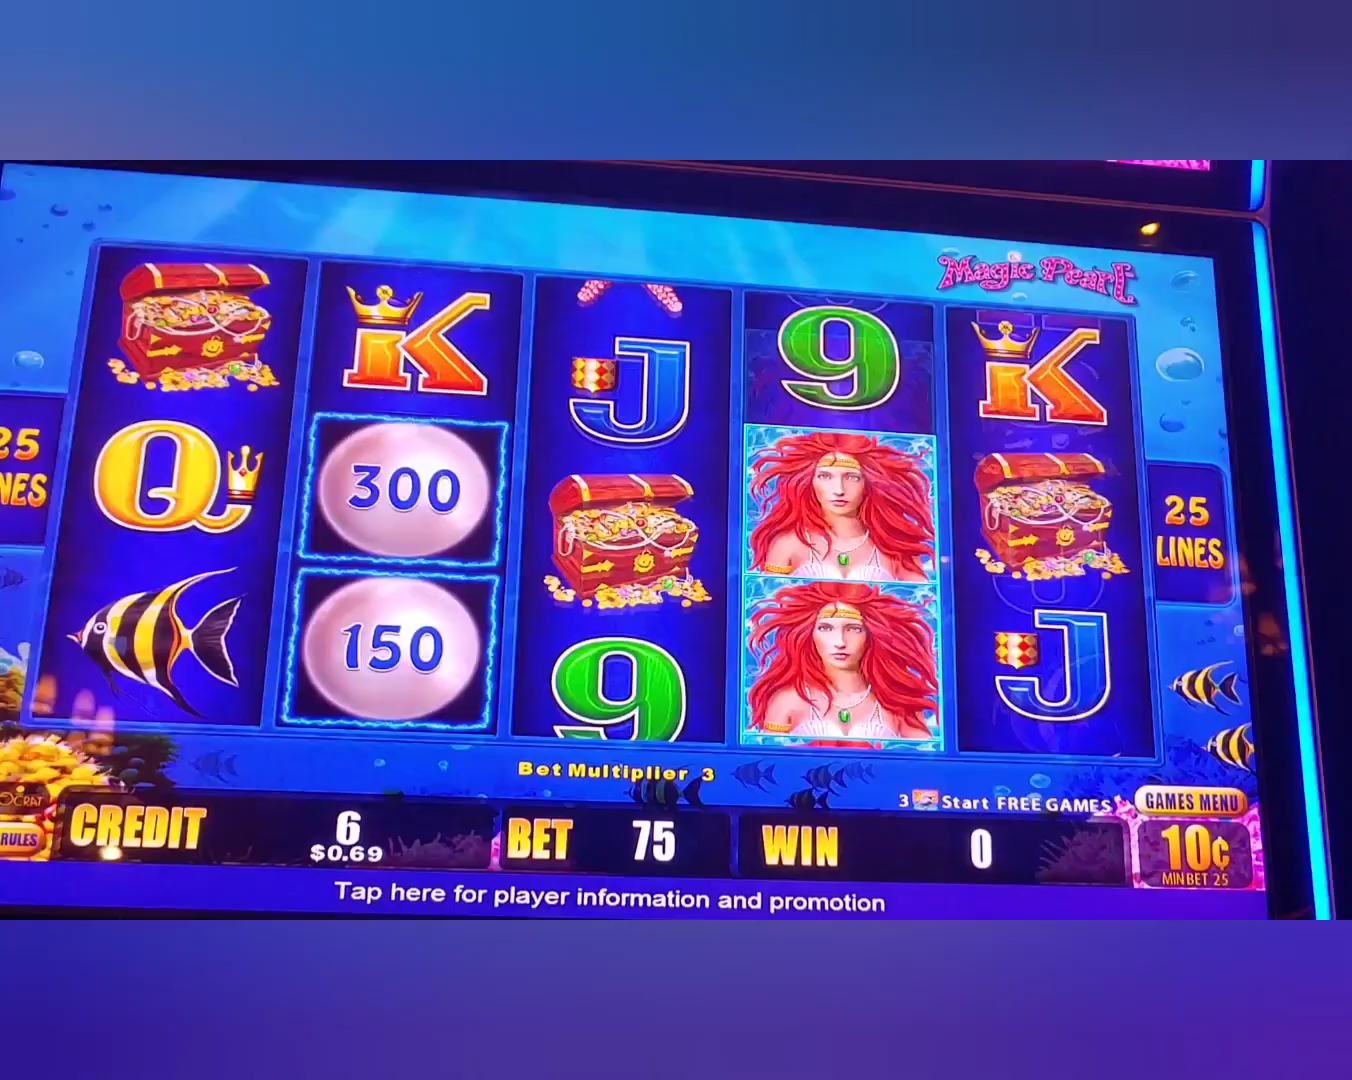 Magic Pearl
K
9
K
J
Q
25
LINES
300
25
LINES
150
J
9
Bet Multiplier 3
3 Start FREE GAMES
GAMES MENU
RULES
CREDIT
6
$0.69
BET
75
WIN
0
10¢
MIN BET 25
Tap here for player information and promotion